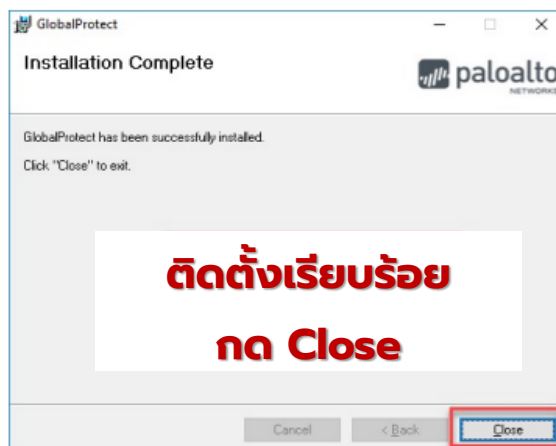 GlobalProtect
Installation Complete
paloalto
NETWORKS
GlobalProtect has been successfully installed.
Click "Close" to exit.
ติดตั้งเรียบร้อย
กด Close
Cancel
< Back
Close